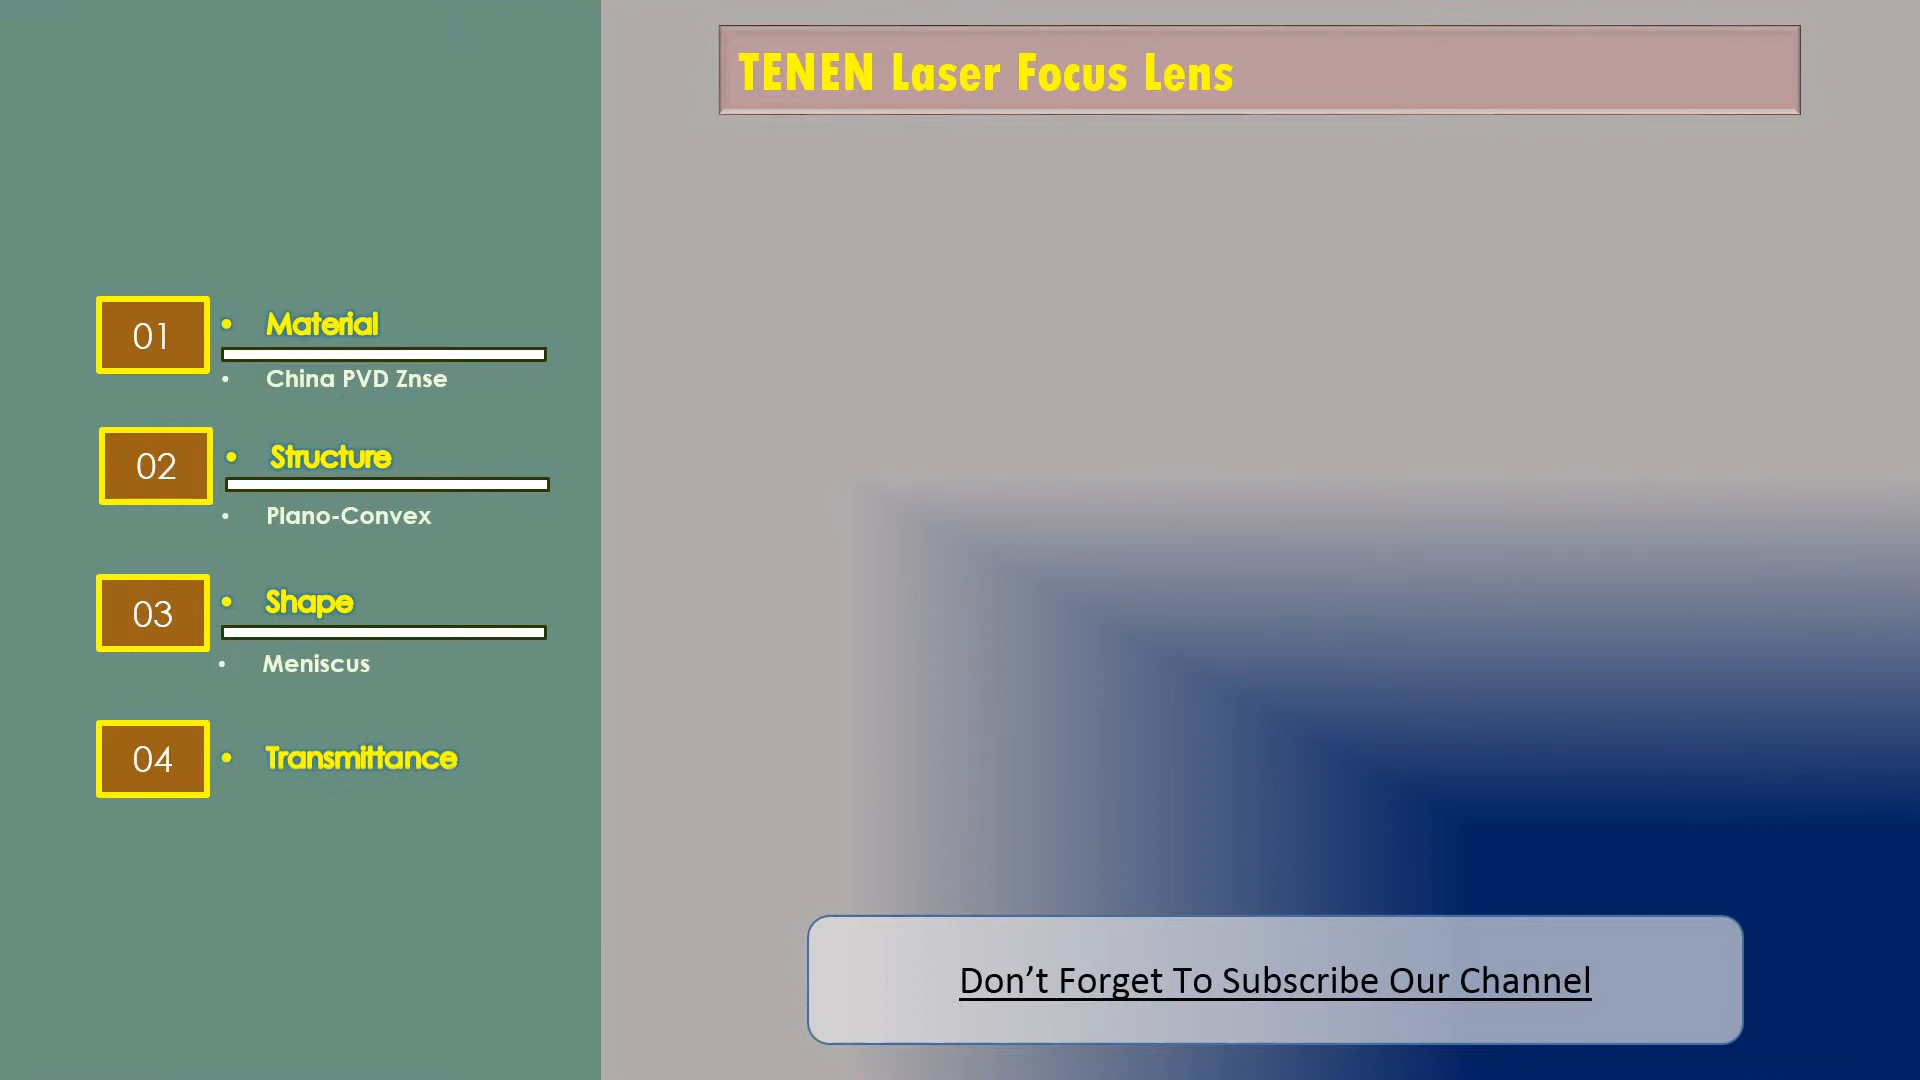 TENEN Laser Focus Lens
01
• Material
• China PVD Znse
02
• Structure
• Plano-Convex
03
• Shape
• Meniscus
04
• Transmittance
Don’t Forget To Subscribe Our Channel